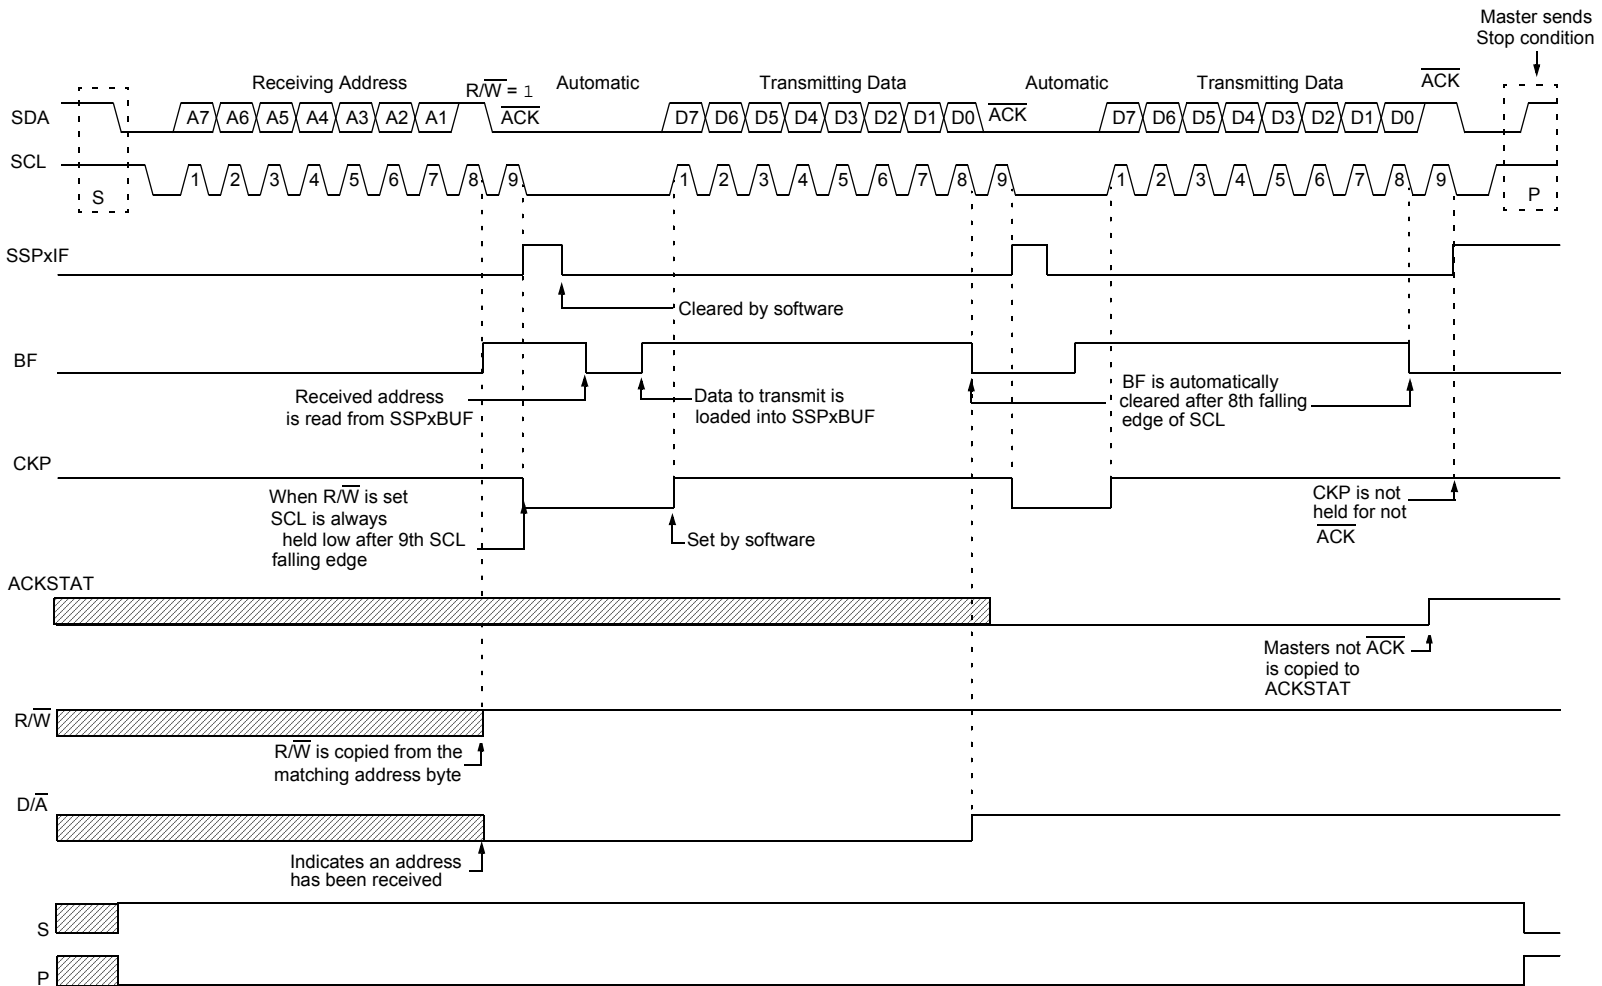 Master sends
Stop condition
Receiving Address
R/W̅ = 1
Automatic
Transmitting Data
Automatic
Transmitting Data
A̅C̅K̅
SDA
A7 A6 A5 A4 A3 A2 A1
A̅C̅K̅
D7 D6 D5 D4 D3 D2 D1 D0
A̅C̅K̅
D7 D6 D5 D4 D3 D2 D1 D0
SCL
S
1 2 3 4 5 6 7 8 9
1 2 3 4 5 6 7 8 9
1 2 3 4 5 6 7 8 9
P
SSPxIF
Cleared by software
BF
Received address
is read from SSPxBUF
Data to transmit is
loaded into SSPxBUF
BF is automatically
cleared after 8th falling
edge of SCL
CKP
When R/W̅ is set
SCL is always
held low after 9th SCL
falling edge
Set by software
CKP is not
held for not
A̅C̅K̅
ACKSTAT
Masters not A̅C̅K̅
is copied to
ACKSTAT
R/W̅
R/W̅ is copied from the
matching address byte
D/A̅
Indicates an address
has been received
S
P